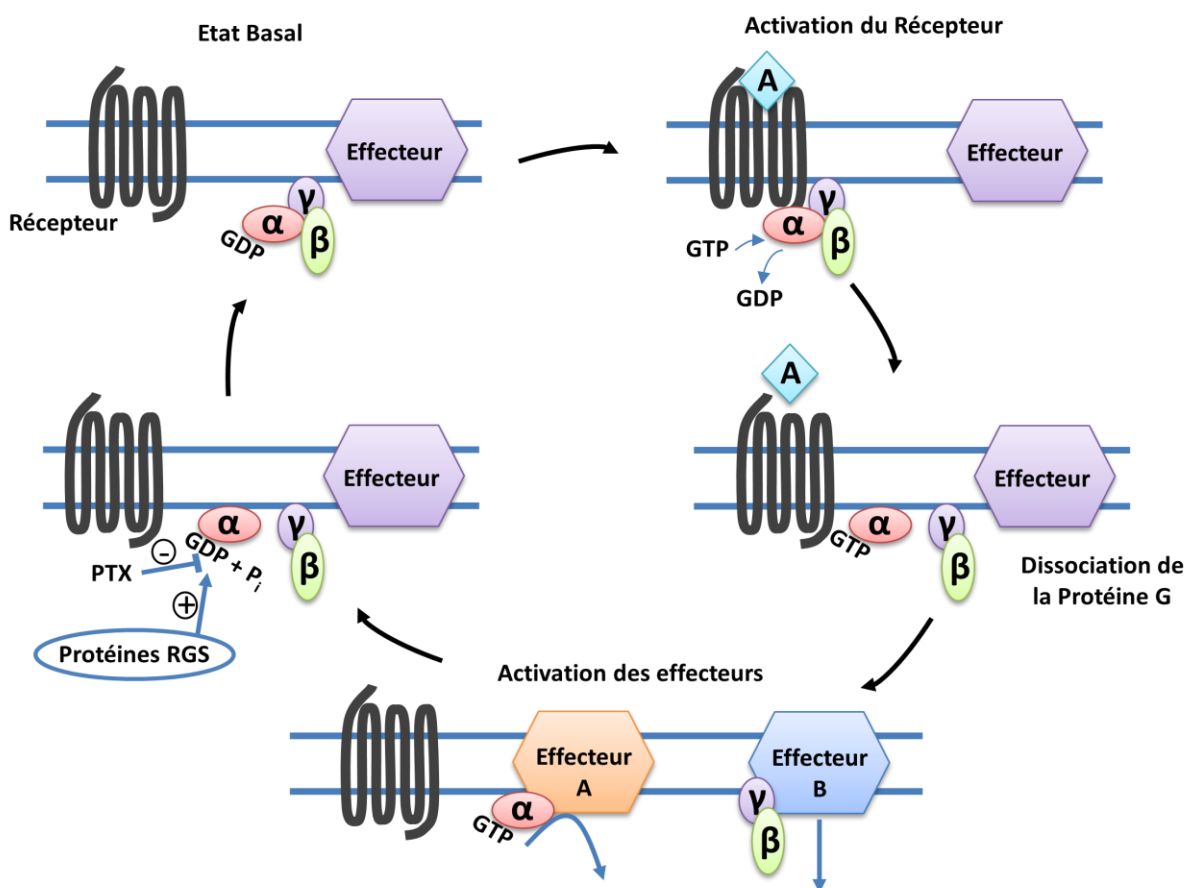 Etat Basal
Effecteur
Récepteur
γ
α
β
GDP
Activation du Récepteur
A
Effecteur
γ
α
β
GTP
GDP
A
Effecteur
α
γ
GTP
β
Dissociation de
la Protéine G
Activation des effecteurs
Effecteur
A
Effecteur
B
α
GTP
γ
β
Effecteur
α
γ
GDP + Pi
β
PTX
-
+
Protéines RGS